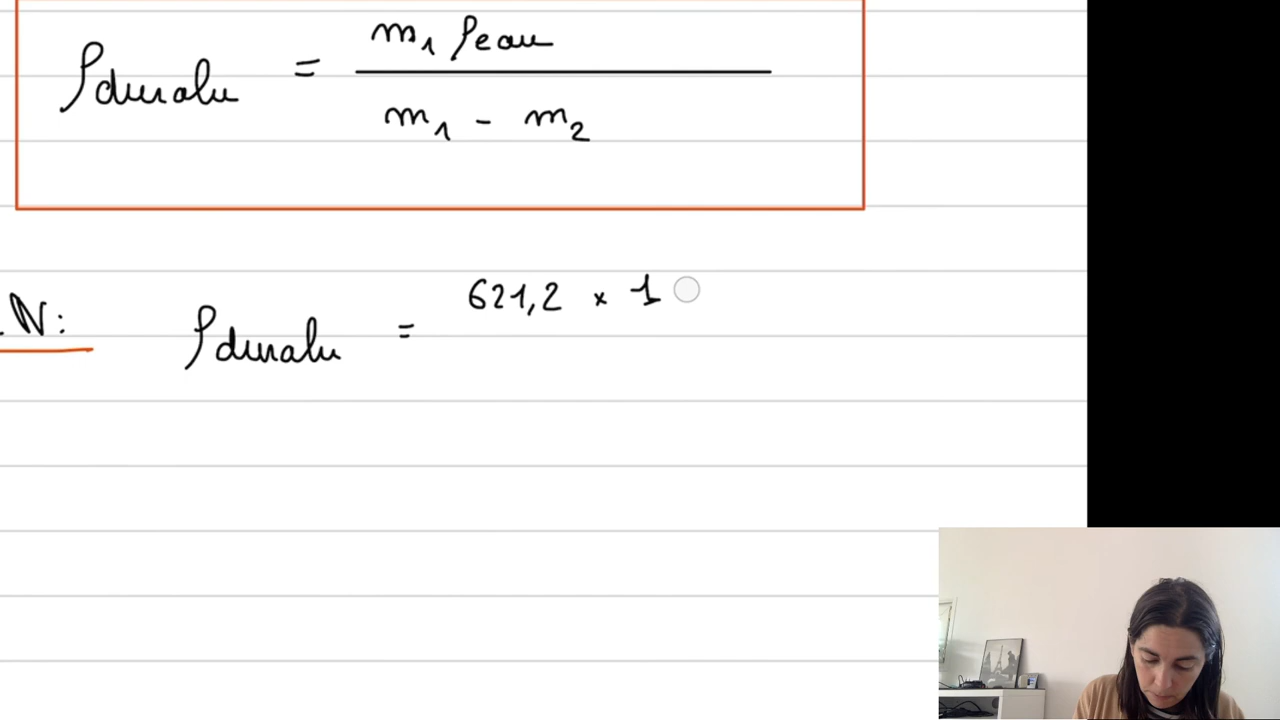 ρduralu = m₁ ρeau / m₁ - m₂
.N: ρduralu = 621,2 × 1